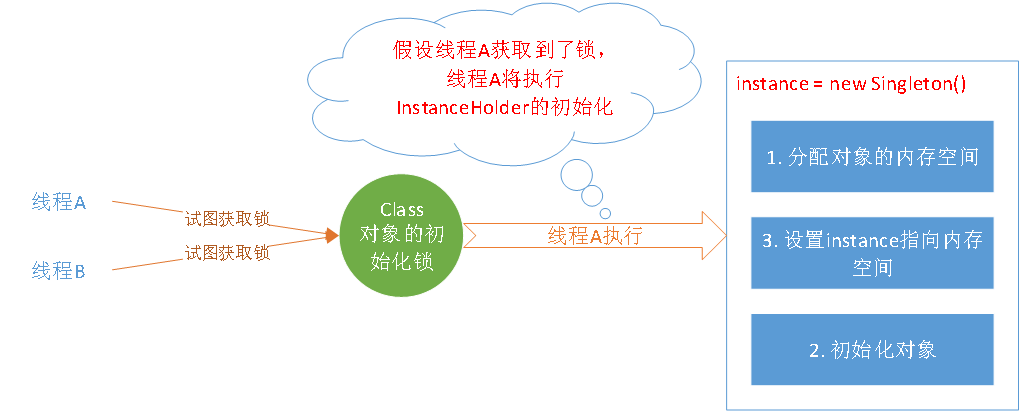 假设线程A获取到了锁，
线程A将执行
InstanceHolder的初始化
instance = new Singleton()
1. 分配对象的内存空间
线程A
试图获取锁
Class
对象的初
始化锁
线程A执行
3. 设置instance指向内存
空间
试图获取锁
线程B
2. 初始化对象